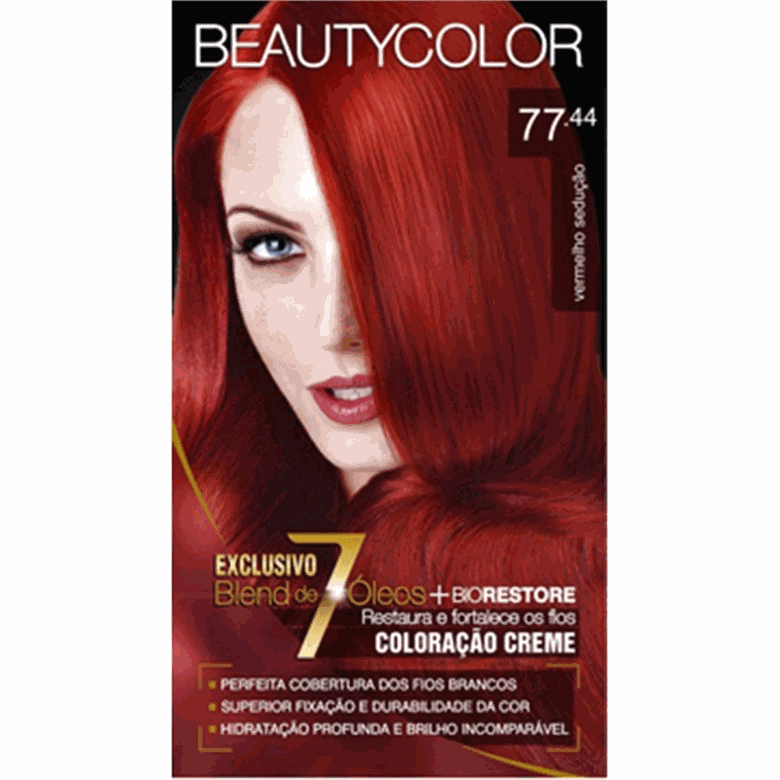 BEAUTYCOLOR
77.44
vermelho sedução
EXCLUSIVO
Blend de 7 Óleos + BIORESTORE
Restaura e fortalece os fios
COLORAÇÃO CREME
PERFEITA COBERTURA DOS FIOS BRANCOS
SUPERIOR FIXAÇÃO E DURABILIDADE DA COR
HIDRATAÇÃO PROFUNDA E BRILHO INCOMPARÁVEL